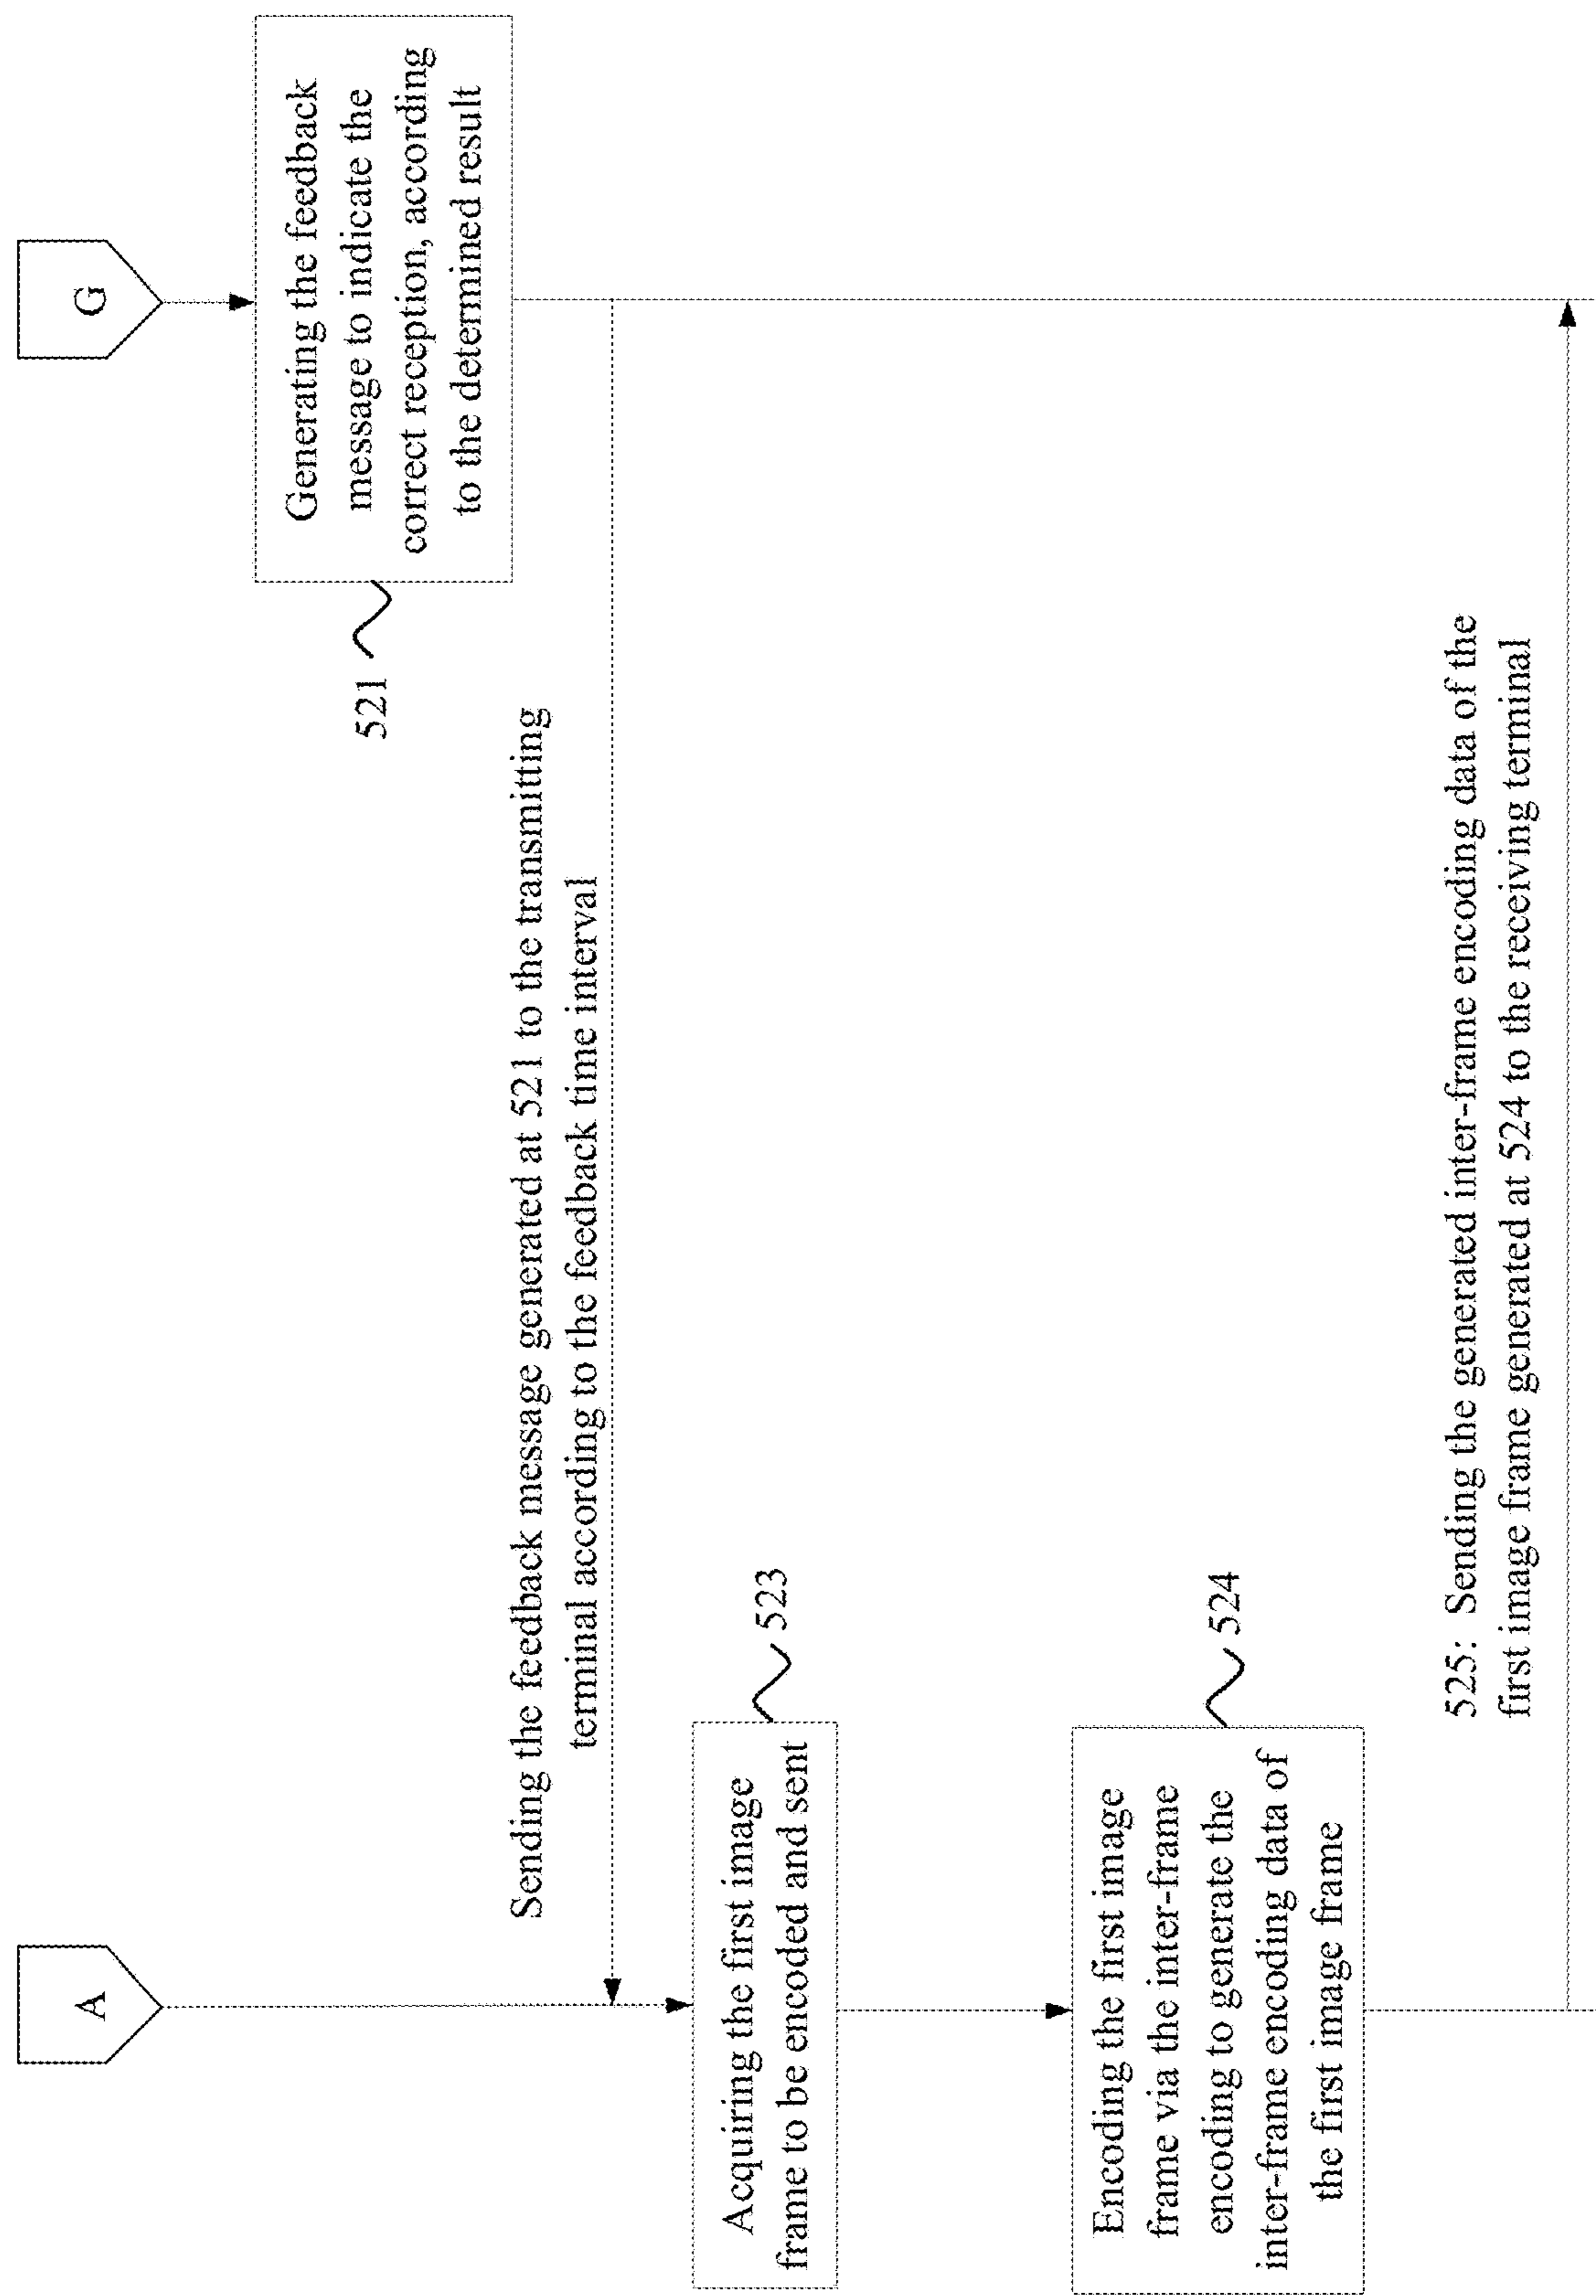 A
G
Generating the feedback
message to indicate the
correct reception, according
to the determined result
521
Sending the feedback message generated at 521 to the transmitting
terminal according to the feedback time interval
Acquiring the first image
frame to be encoded and sent
523
Encoding the first image
frame via the inter-frame
encoding to generate the
inter-frame encoding data of
the first image frame
524
525: Sending the generated inter-frame encoding data of the
first image frame generated at 524 to the receiving terminal